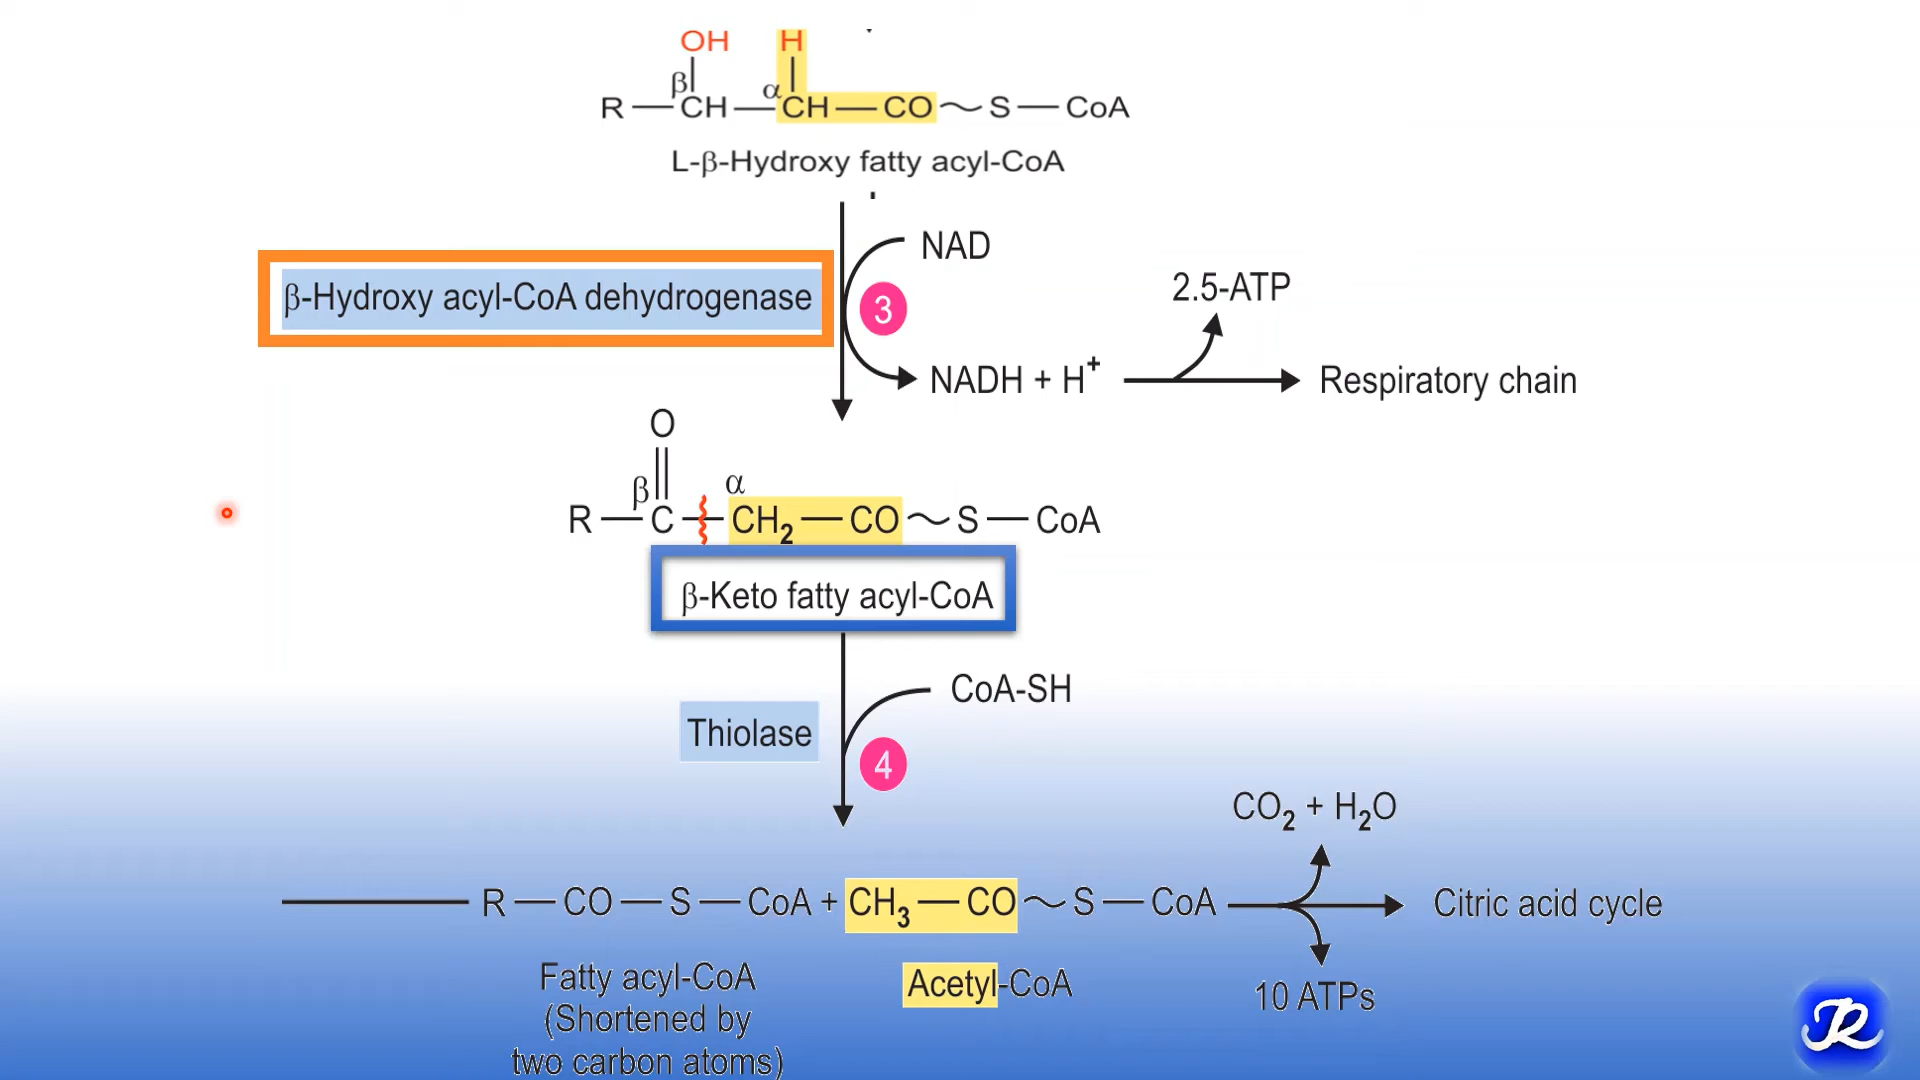 OH H
β α
R—CH—CH—CO~S—CoA
L-β-Hydroxy fatty acyl-CoA
NAD
β-Hydroxy acyl-CoA dehydrogenase
3
2.5-ATP
NADH + H⁺
Respiratory chain
O
β α
R—C—CH₂—CO~S—CoA
β-Keto fatty acyl-CoA
CoA-SH
Thiolase
4
CO₂ + H₂O
R—CO—S—CoA + CH₃—CO~S—CoA
Citric acid cycle
Fatty acyl-CoA
(Shortened by
two carbon atoms)
Acetyl-CoA
10 ATPs
JR